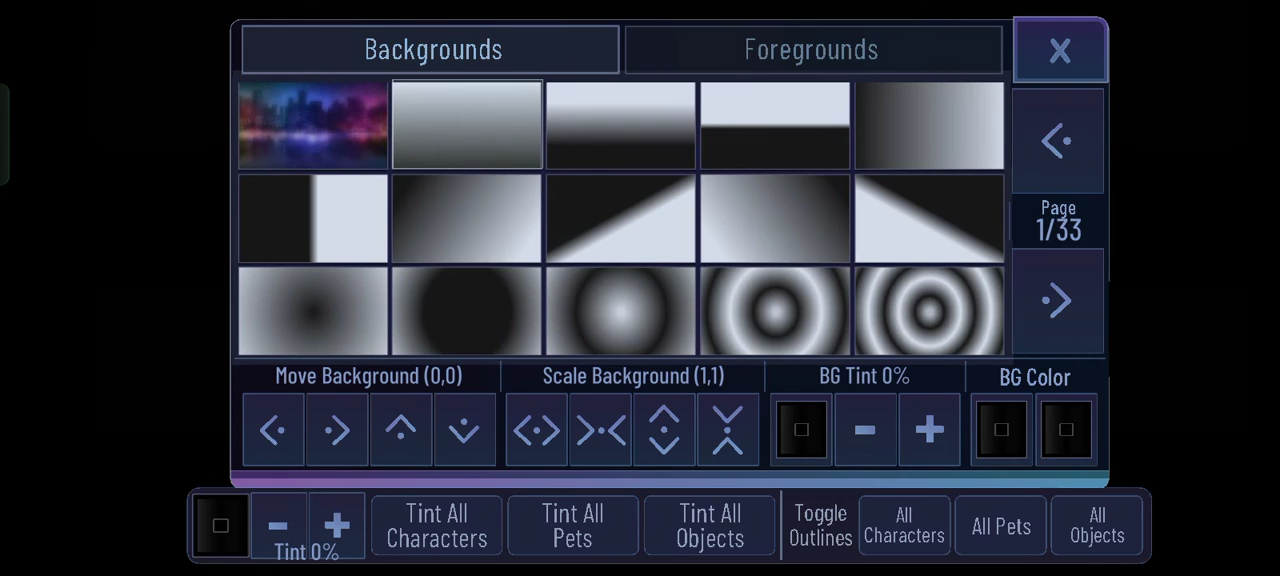 Backgrounds
Foregrounds
X
Page
1/33
Move Background (0,0)
Scale Background (1,1)
BG Tint 0%
BG Color
Tint 0%
Tint All
Characters
Tint All
Pets
Tint All
Objects
Toggle
Outlines
All
Characters
All Pets
All
Objects